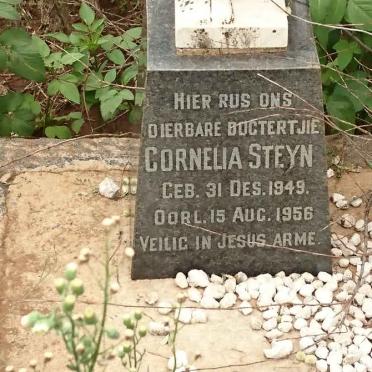 HIER RUS ONS
DIERBARE DOGTERTJIE
CORNELIA STEYN
GEB. 31 DES. 1949.
OORL. 15 AUG. 1956
VEILIG IN JESUS ARME.